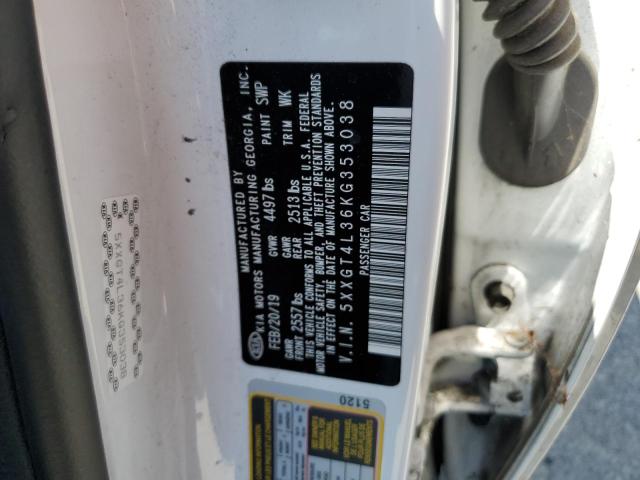 KIA
MANUFACTURED BY
KIA MOTORS MANUFACTURING GEORGIA, INC.
FEB/20/19 GVWR 4497 lbs PAINT SWP
GAWR FRONT 2557 lbs GAWR REAR 2513 lbs TRIM WK
THIS VEHICLE CONFORMS TO ALL APPLICABLE U.S.A. FEDERAL
MOTOR VEHICLE SAFETY, BUMPER, AND THEFT PREVENTION STANDARDS
IN EFFECT ON THE DATE OF MANUFACTURE SHOWN ABOVE.
V.I.N. 5XXGT4L36KG353038
PASSENGER CAR
5XXGT4L36KG353038
5120